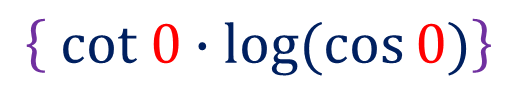 { cot 0 · log(cos 0)}